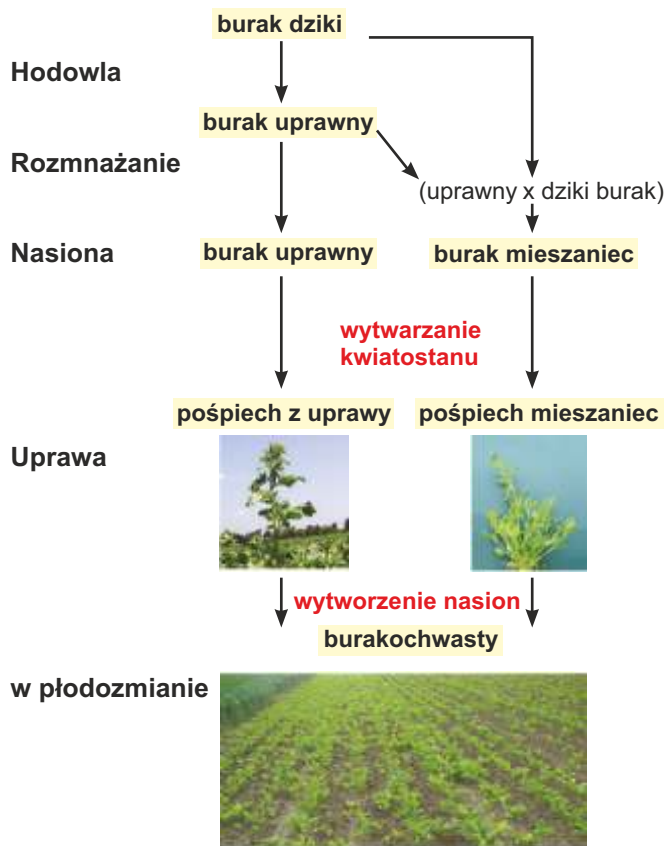 burak dziki
Hodowla
burak uprawny
Rozmnażanie
(uprawny x dziki burak)
Nasiona
burak uprawny
burak mieszaniec
wytwarzanie
kwiatostanu
pośpiech z uprawy
pośpiech mieszaniec
Uprawa
wytworzenie nasion
burakochwasty
w płodozmianie